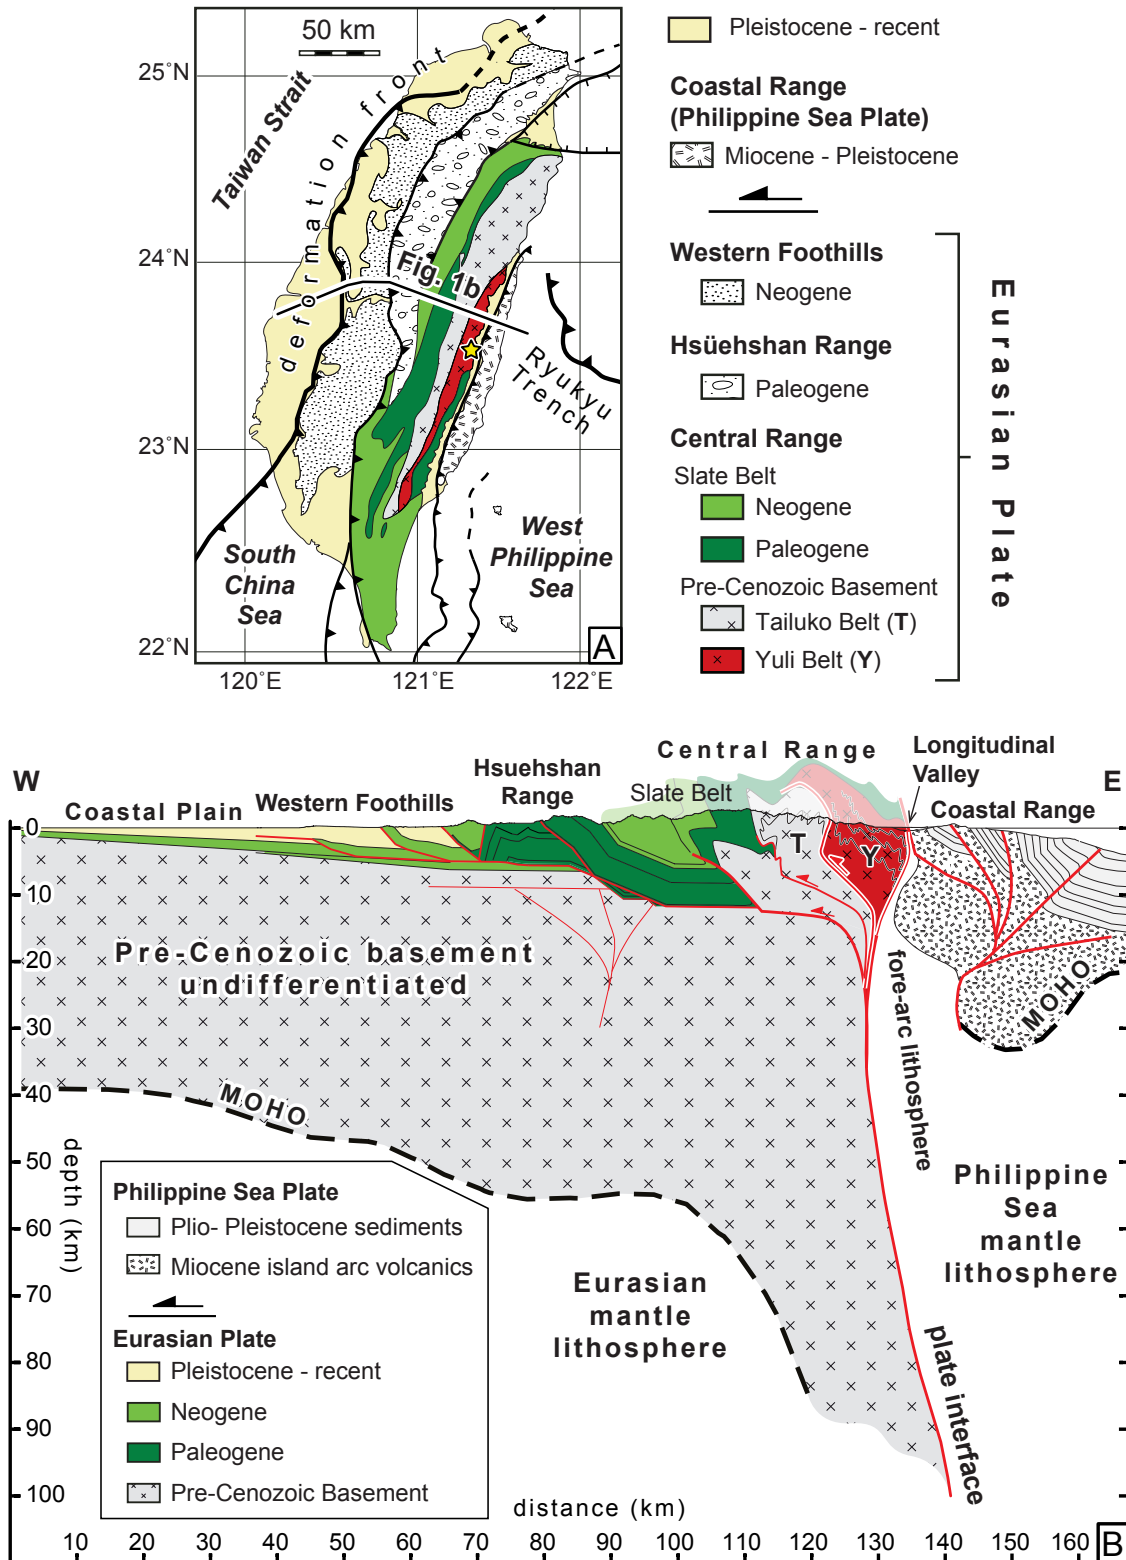 50 km
25°N
24°N
23°N
22°N
120°E
121°E
122°E
Taiwan Strait
deformation front
Fig. 1b
Ryukyu
Trench
West
Philippine
Sea
South
China
Sea
A
Pleistocene - recent
Coastal Range
(Philippine Sea Plate)
Miocene - Pleistocene
Western Foothills
Neogene
Hsüehshan Range
Paleogene
Central Range
Slate Belt
Neogene
Paleogene
Pre-Cenozoic Basement
Tailuko Belt (T)
Yuli Belt (Y)
Eurasian Plate
W
E
Coastal Plain
Western Foothills
Hsuehshan
Range
Central Range
Slate Belt
Longitudinal
Valley
Coastal Range
T
Y
0
10
20
30
40
50
60
70
80
90
100
depth (km)
Pre-Cenozoic basement
undifferentiated
MOHO
MOHO
fore-arc lithosphere
Philippine
Sea
mantle
lithosphere
Eurasian
mantle
lithosphere
plate interface
Philippine Sea Plate
Plio- Pleistocene sediments
Miocene island arc volcanics
Eurasian Plate
Pleistocene - recent
Neogene
Paleogene
Pre-Cenozoic Basement
distance (km)
10 20 30 40 50 60 70 80 90 100 110 120 130 140 150 160
B